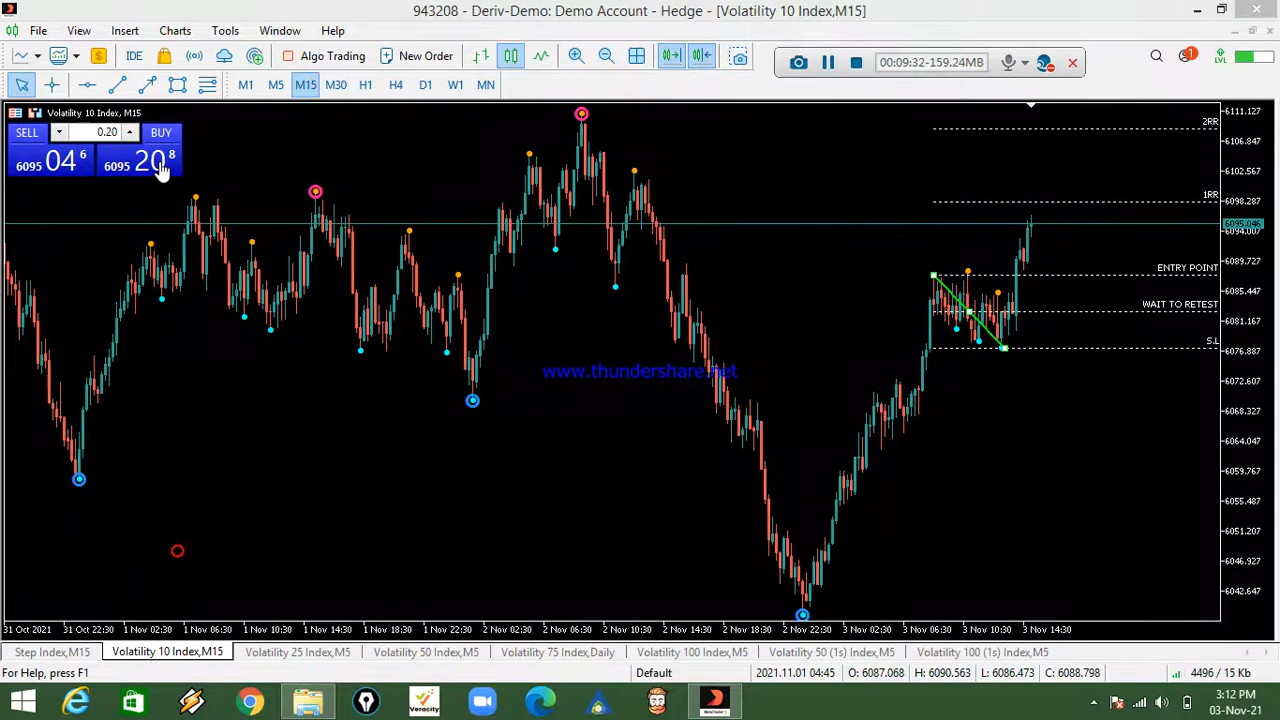 943208 - Deriv-Demo: Demo Account - Hedge - [Volatility 10 Index,M15]
File View Insert Charts Tools Window Help
IDE Algo Trading New Order 00:09:32-159.24MB 1 LVL
M1 M5 M15 M30 H1 H4 D1 W1 MN
Volatility 10 Index, M15
SELL 0.20 BUY
6095 04 6 6095 20 8
2RR
1RR
ENTRY POINT
WAIT TO RETEST
S.L
6111.127
6106.847
6102.567
6098.287
6095.046
6089.727
6085.447
6081.167
6076.887
6072.607
6068.327
6064.047
6059.767
6055.487
6051.207
6046.927
6042.647
www.thundershare.net
31 Oct 2021 31 Oct 22:30 1 Nov 02:30 1 Nov 06:30 1 Nov 10:30 1 Nov 14:30 1 Nov 18:30 1 Nov 22:30 2 Nov 02:30 2 Nov 06:30 2 Nov 10:30 2 Nov 14:30 2 Nov 18:30 2 Nov 22:30 3 Nov 02:30 3 Nov 06:30 3 Nov 10:30 3 Nov 14:30
Step Index,M15 Volatility 10 Index,M15 Volatility 25 Index,M5 Volatility 50 Index,M5 Volatility 75 Index,Daily Volatility 100 Index,M5 Volatility 50 (1s) Index,M5 Volatility 100 (1s) Index,M5
For Help, press F1 Default 2021.11.01 04:45 O: 6087.068 H: 6090.563 L: 6086.473 C: 6088.798 4496 / 15 Kb
Veracity
3:12 PM
03-Nov-21